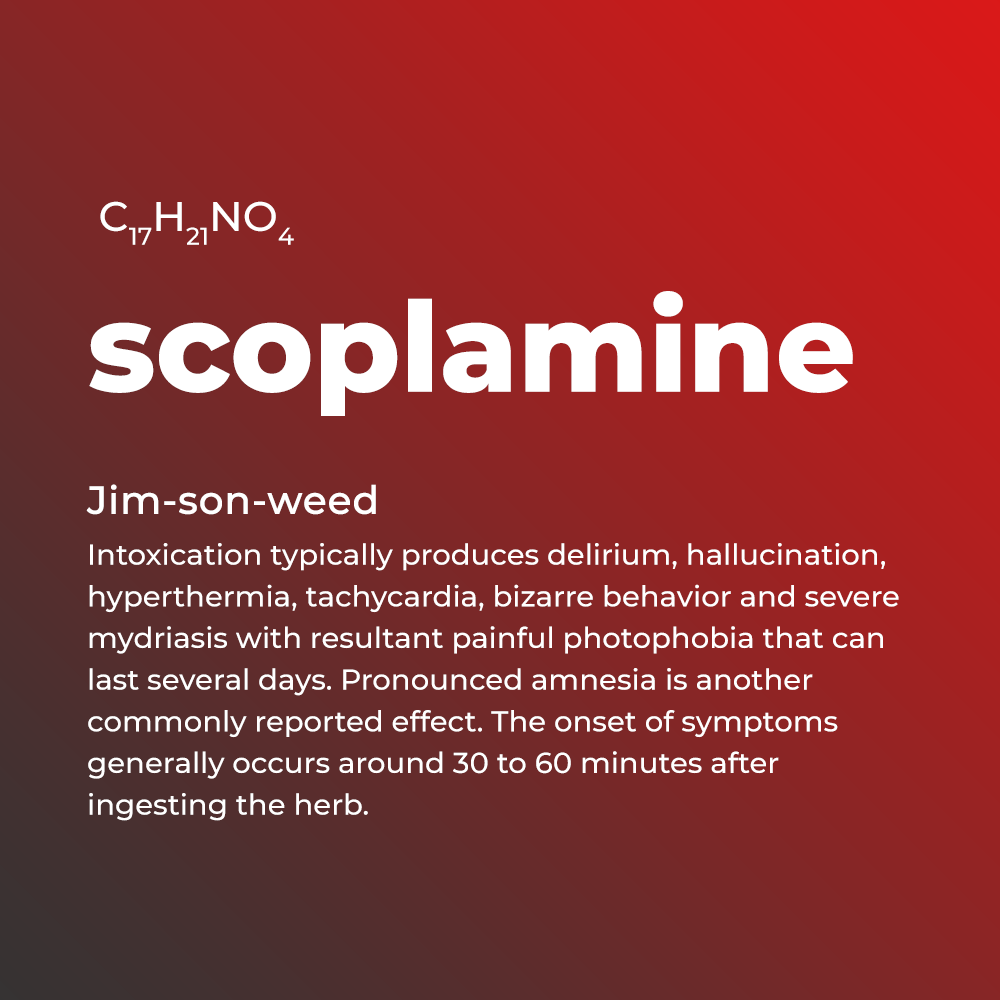 C₁₇H₂₁NO₄
scoplamine
Jim-son-weed
Intoxication typically produces delirium, hallucination,
hyperthermia, tachycardia, bizarre behavior and severe
mydriasis with resultant painful photophobia that can
last several days. Pronounced amnesia is another
commonly reported effect. The onset of symptoms
generally occurs around 30 to 60 minutes after
ingesting the herb.